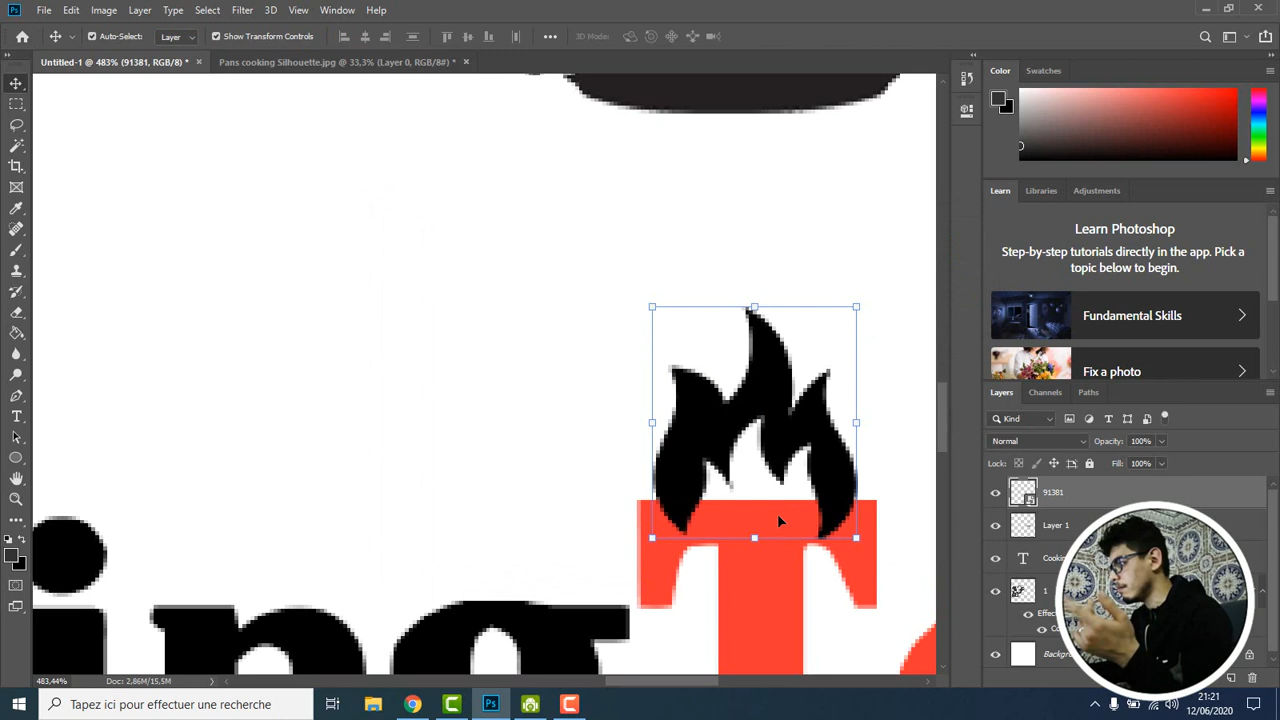 Ps File Edit Image Layer Type Select Filter 3D View Window Help
Auto-Select: Layer Show Transform Controls 3D Mode:
Untitled-1 @ 483% (91381, RGB/8) * × Pans cooking Silhouette.jpg @ 33,3% (Layer 0, RGB/8#) * ×
Color Swatches
Learn Libraries Adjustments
Learn Photoshop
Step-by-step tutorials directly in the app. Pick a
topic below to begin.
Fundamental Skills
Fix a photo
Layers Channels Paths
Kind
Normal Opacity: 100%
Lock: Fill: 100%
91381
Layer 1
T
1
ing T
483,44% Doc: 2,86M/15,5M
Tapez ici pour effectuer une recherche
21:21
12/06/2020